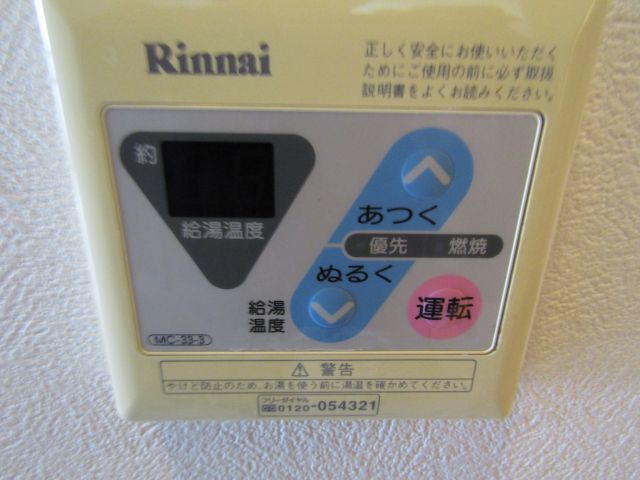 Rinnai
正しく安全にお使いいただく
ためにご使用の前に必ず取扱
説明書をよくお読みください。
約
給湯温度
あつく
優先 燃焼
ぬるく
給湯
温度
運転
MC-33-3
⚠ 警告
やけど防止のため、お湯を使う前に湯温を確かめてください。
フリーダイヤル
0120-054321